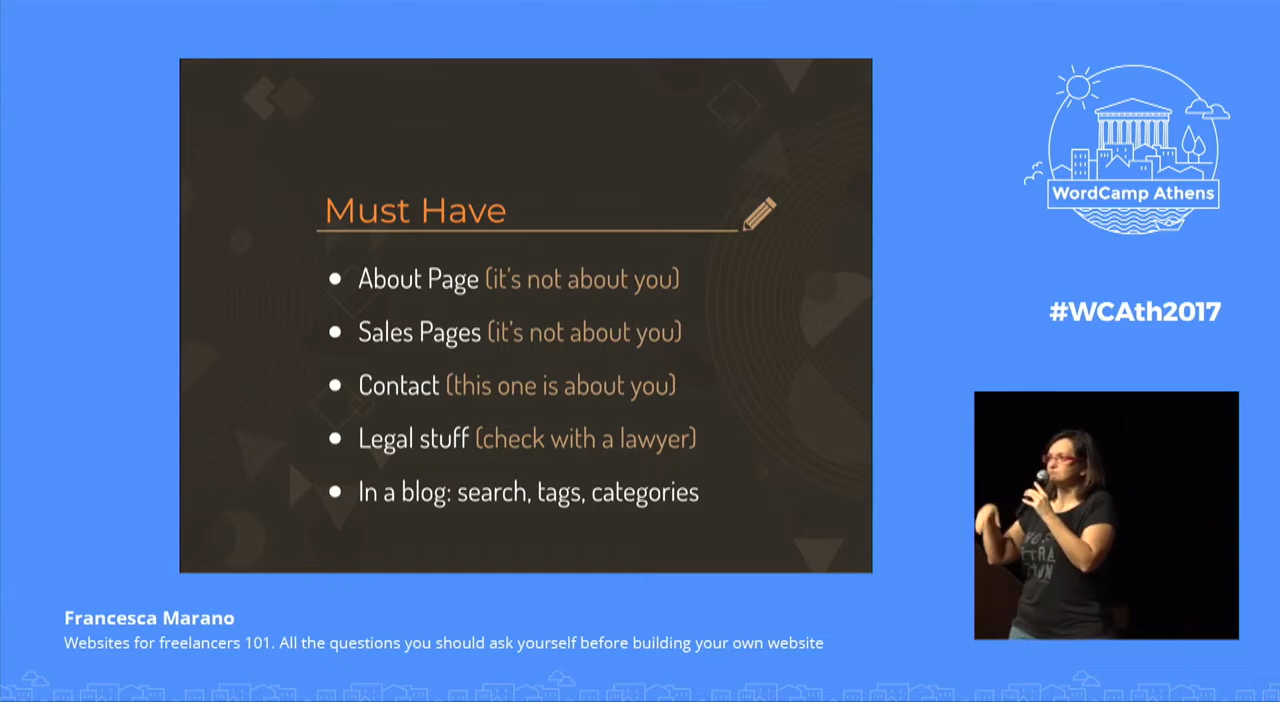 Must Have
About Page (it's not about you)
Sales Pages (it's not about you)
Contact (this one is about you)
Legal stuff (check with a lawyer)
In a blog: search, tags, categories
WordCamp Athens
#WCAth2017
Francesca Marano
Websites for freelancers 101. All the questions you should ask yourself before building your own website